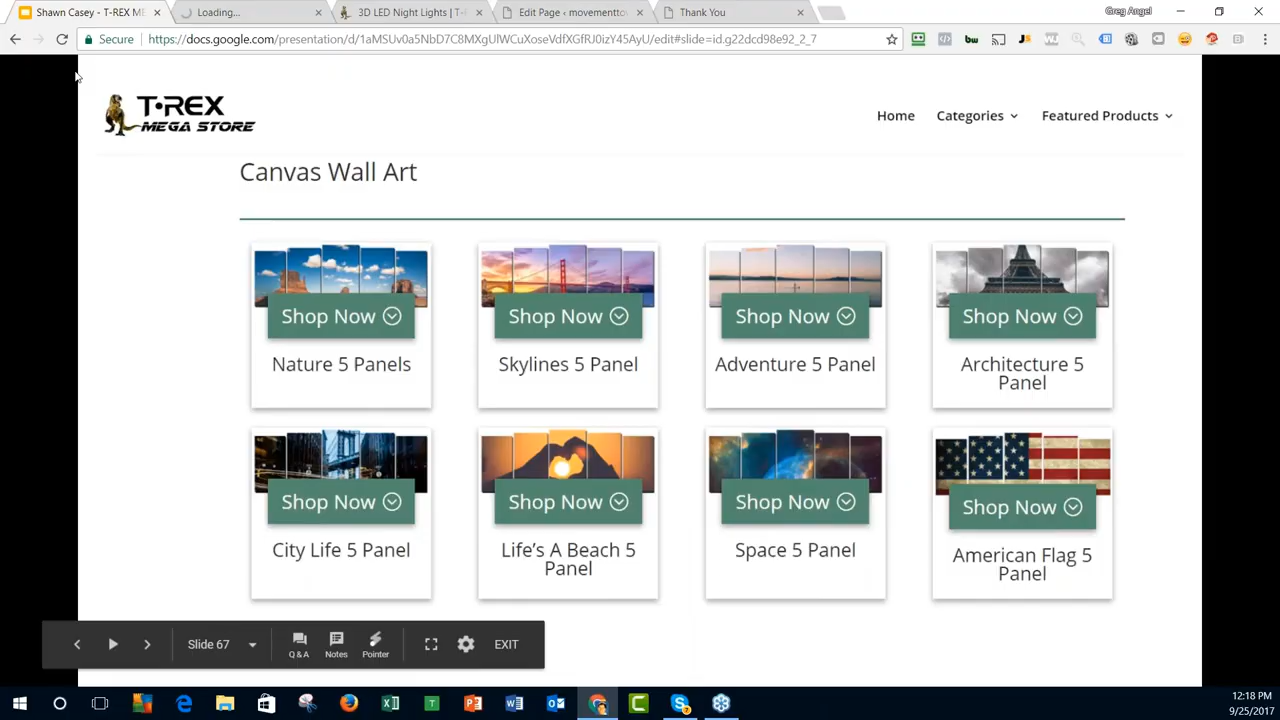 Shawn Casey - T-REX ME
Loading...
3D LED Night Lights | T-
Edit Page ‹ movementto
Thank You
Greg Angel
Secure
https://docs.google.com/presentation/d/1aMSUv0a5NbD7C8MXgUlWCuXoseVdfXGfRJ0izY45AyU/edit#slide=id.g22dcd98e92_2_7
T·REX
MEGA STORE
Home
Categories
Featured Products
Canvas Wall Art
Shop Now
Shop Now
Shop Now
Shop Now
Nature 5 Panels
Skylines 5 Panel
Adventure 5 Panel
Architecture 5
Panel
Shop Now
Shop Now
Shop Now
Shop Now
City Life 5 Panel
Life's A Beach 5
Panel
Space 5 Panel
American Flag 5
Panel
Slide 67
Q & A
Notes
Pointer
EXIT
12:18 PM
9/25/2017